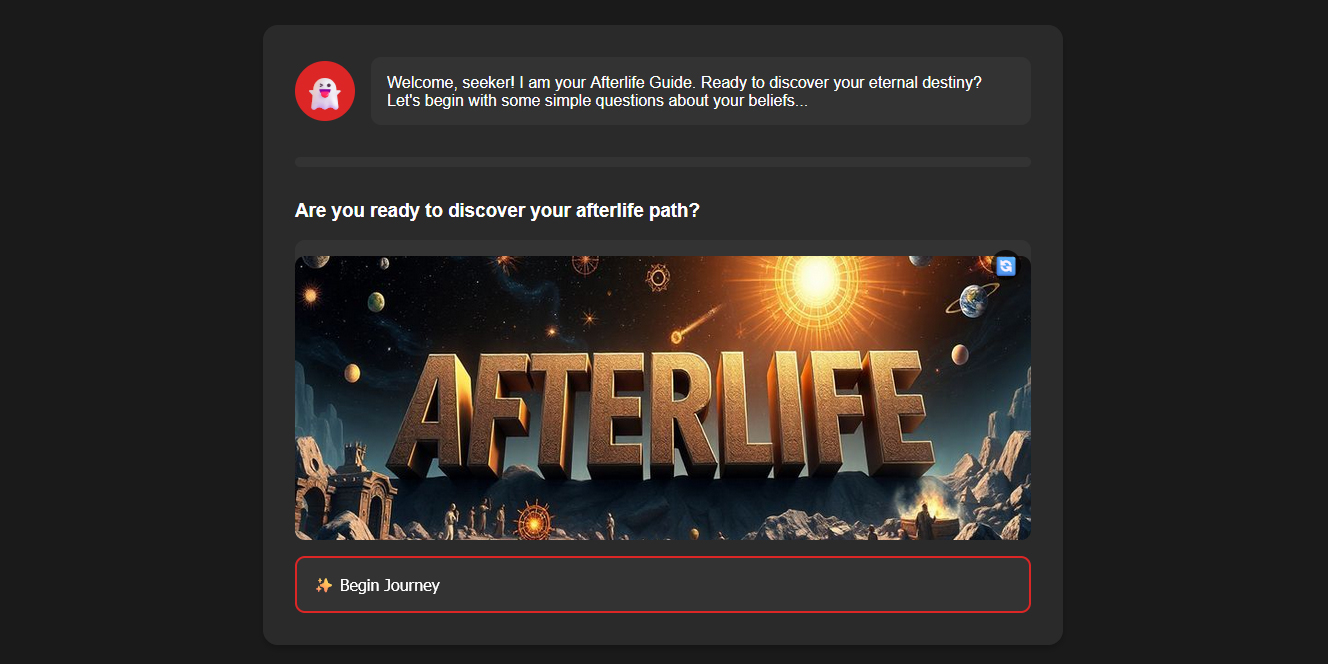 Welcome, seeker! I am your Afterlife Guide. Ready to discover your eternal destiny?
Let's begin with some simple questions about your beliefs...
Are you ready to discover your afterlife path?
AFTERLIFE
✨ Begin Journey